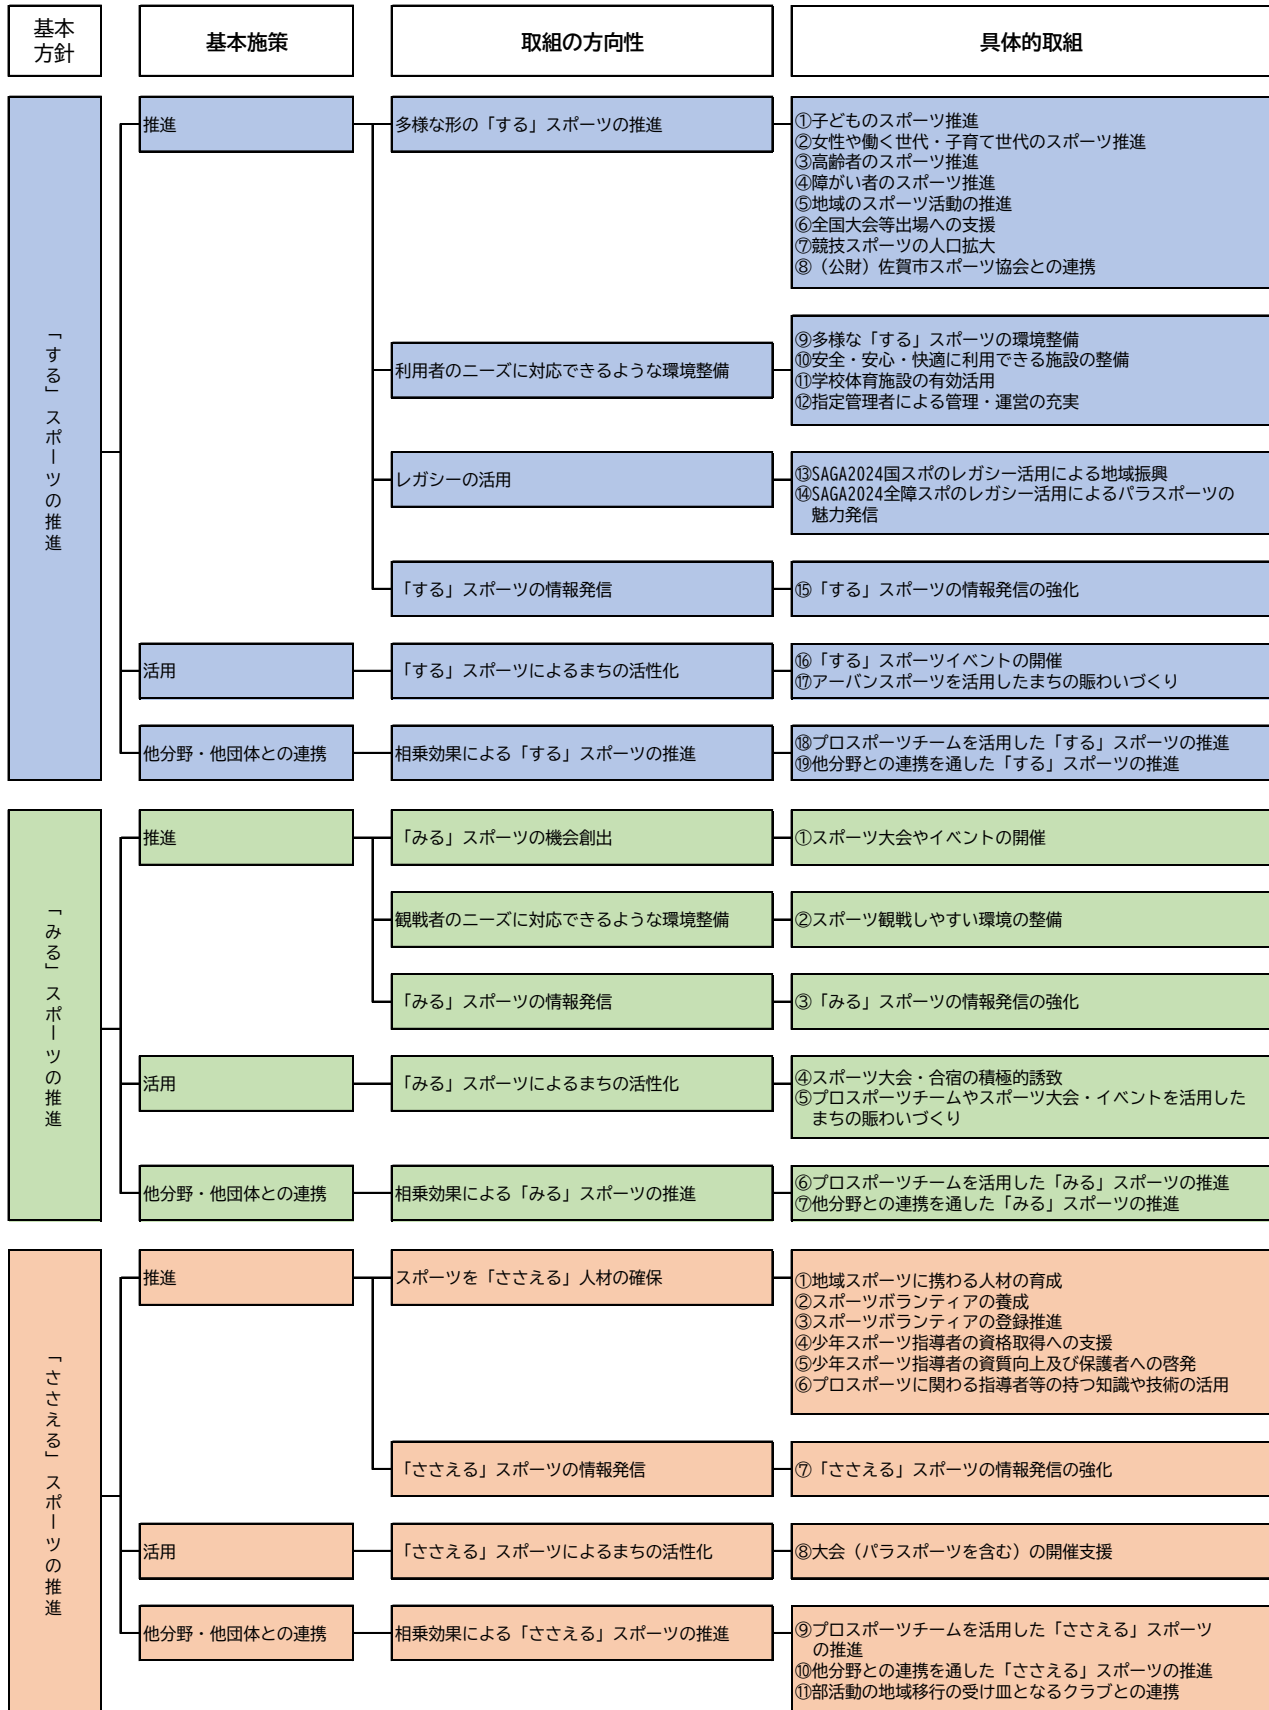 基本
方針
基本施策
取組の方向性
具体的取組
「する」スポーツの推進
推進
多様な形の「する」スポーツの推進
①子どものスポーツ推進
②女性や働く世代・子育て世代のスポーツ推進
③高齢者のスポーツ推進
④障がい者のスポーツ推進
⑤地域のスポーツ活動の推進
⑥全国大会等出場への支援
⑦競技スポーツの人口拡大
⑧（公財）佐賀市スポーツ協会との連携
利用者のニーズに対応できるような環境整備
⑨多様な「する」スポーツの環境整備
⑩安全・安心・快適に利用できる施設の整備
⑪学校体育施設の有効活用
⑫指定管理者による管理・運営の充実
レガシーの活用
⑬SAGA2024国スポのレガシー活用による地域振興
⑭SAGA2024全障スポのレガシー活用によるパラスポーツの
魅力発信
「する」スポーツの情報発信
⑮「する」スポーツの情報発信の強化
活用
「する」スポーツによるまちの活性化
⑯「する」スポーツイベントの開催
⑰アーバンスポーツを活用したまちの賑わいづくり
他分野・他団体との連携
相乗効果による「する」スポーツの推進
⑱プロスポーツチームを活用した「する」スポーツの推進
⑲他分野との連携を通した「する」スポーツの推進
「みる」スポーツの推進
推進
「みる」スポーツの機会創出
①スポーツ大会やイベントの開催
観戦者のニーズに対応できるような環境整備
②スポーツ観戦しやすい環境の整備
「みる」スポーツの情報発信
③「みる」スポーツの情報発信の強化
活用
「みる」スポーツによるまちの活性化
④スポーツ大会・合宿の積極的誘致
⑤プロスポーツチームやスポーツ大会・イベントを活用した
まちの賑わいづくり
他分野・他団体との連携
相乗効果による「みる」スポーツの推進
⑥プロスポーツチームを活用した「みる」スポーツの推進
⑦他分野との連携を通した「みる」スポーツの推進
「ささえる」スポーツの推進
推進
スポーツを「ささえる」人材の確保
①地域スポーツに携わる人材の育成
②スポーツボランティアの養成
③スポーツボランティアの登録推進
④少年スポーツ指導者の資格取得への支援
⑤少年スポーツ指導者の資質向上及び保護者への啓発
⑥プロスポーツに関わる指導者等の持つ知識や技術の活用
「ささえる」スポーツの情報発信
⑦「ささえる」スポーツの情報発信の強化
活用
「ささえる」スポーツによるまちの活性化
⑧大会（パラスポーツを含む）の開催支援
他分野・他団体との連携
相乗効果による「ささえる」スポーツの推進
⑨プロスポーツチームを活用した「ささえる」スポーツ
の推進
⑩他分野との連携を通した「ささえる」スポーツの推進
⑪部活動の地域移行の受け皿となるクラブとの連携